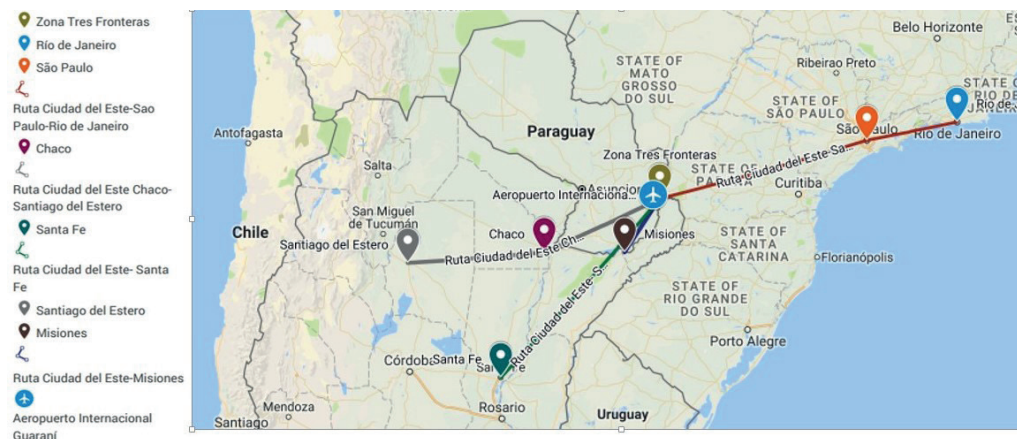 Zona Tres Fronteras
Río de Janeiro
São Paulo
Ruta Ciudad del Este-Sao
Paulo-Rio de Janeiro
Chaco
Ruta Ciudad del Este Chaco-
Santiago del Estero
Santa Fe
Ruta Ciudad del Este- Santa
Fe
Santiago del Estero
Misiones
Ruta Ciudad del Este-Misiones
Aeropuerto Internacional
Guaraní
Belo Horizonte
STATE OF
MATO
GROSSO
DO SUL
Ribeirao Preto
STATE OF
SÃO PAULO
STATE O
RIO DE
Rio de J
São Paulo
Rio de Janeiro
Antofagasta
Paraguay
Salta
Zona Tres Fronteras
Ruta Ciudad del Este-Sa...
Aeropuerto Internaciona...
Asuncion
Curitiba
San Miguel
de Tucumán
Chile
Santiago del Estero
Chaco
Ruta Ciudad del Este Ch...
Misiones
STATE OF
SANTA
CATARINA
Florianópolis
Ruta Ciudad del Este-S...
STATE OF
RIO GRANDE
DO SUL
Porto Alegre
Córdoba
Santa Fe
Mendoza
Rosario
Santiago
Uruguay